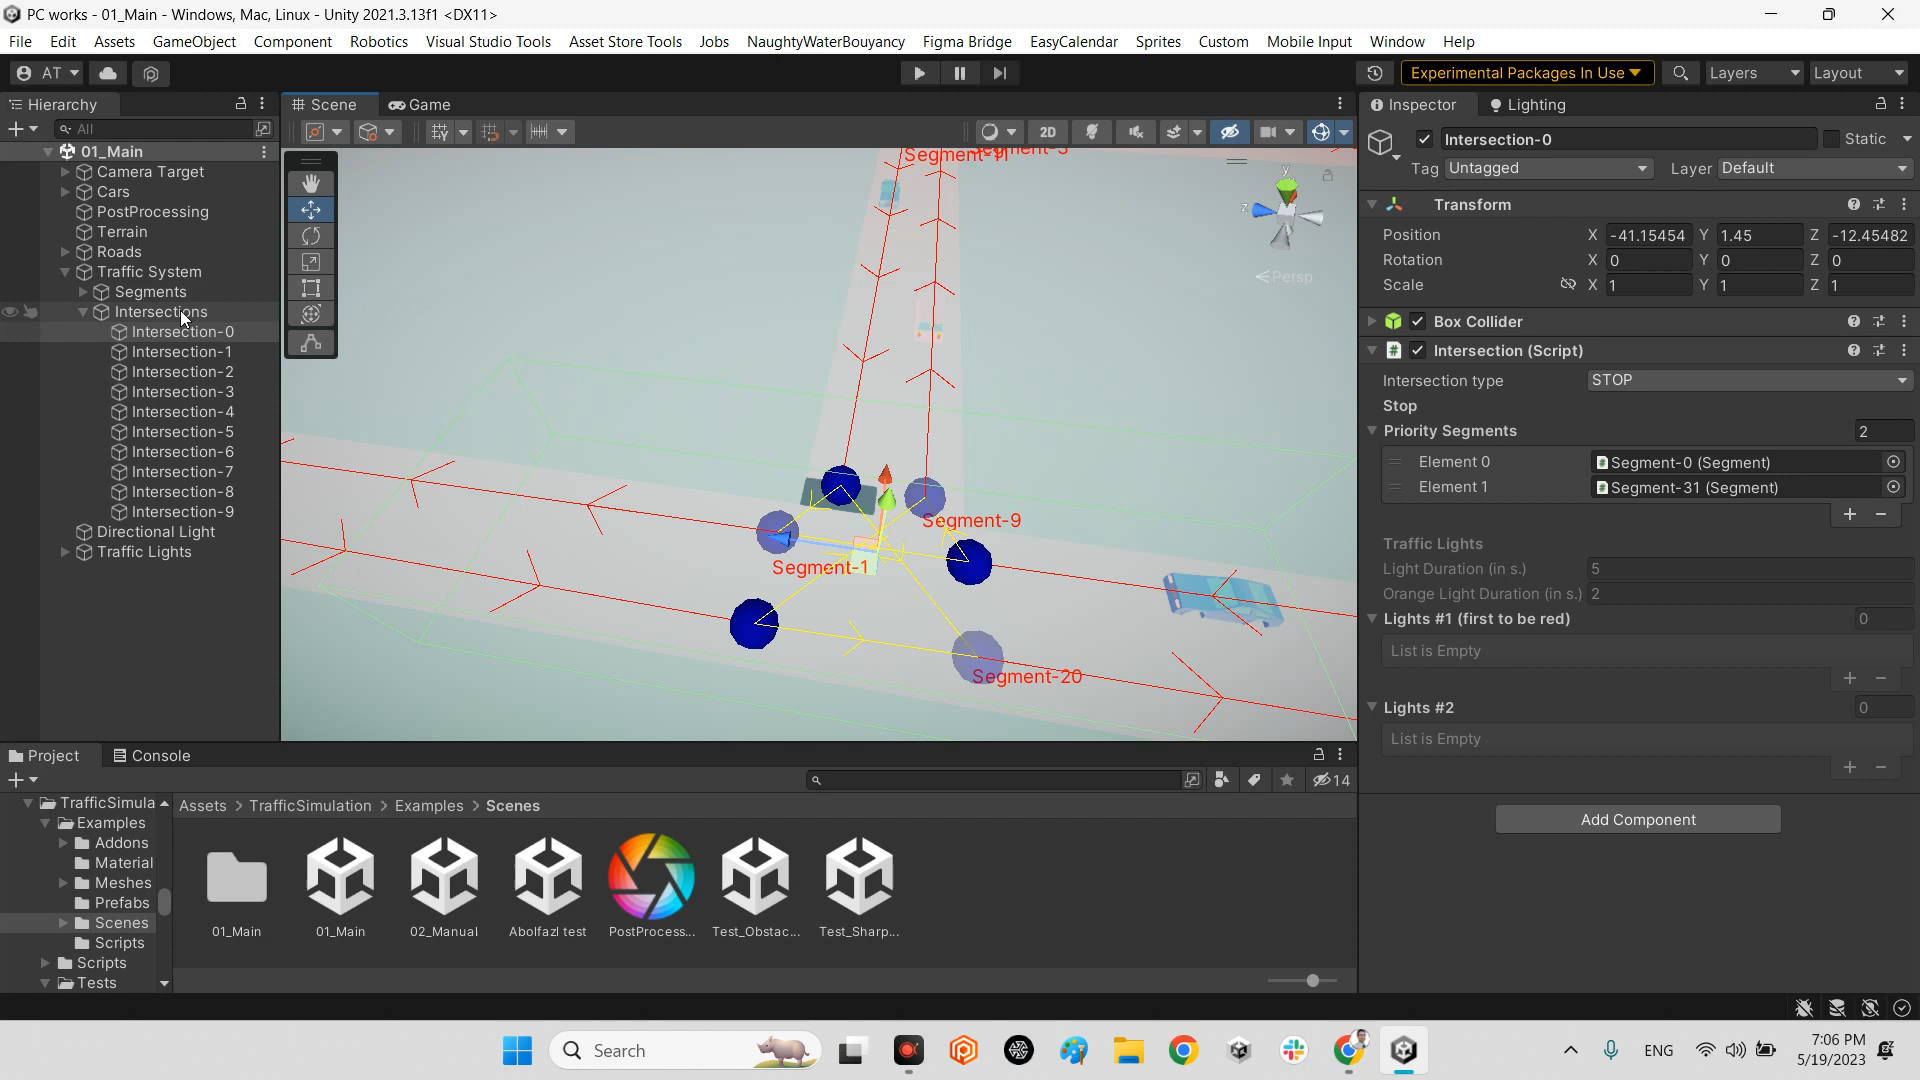 PC works - 01_Main - Windows, Mac, Linux - Unity 2021.3.13f1 <DX11>
File Edit Assets GameObject Component Robotics Visual Studio Tools Asset Store Tools Jobs NaughtyWaterBouyancy Figma Bridge EasyCalendar Sprites Custom Mobile Input Window Help
AT Experimental Packages In Use Layers Layout
Hierarchy
All
01_Main
Camera Target
Cars
PostProcessing
Terrain
Roads
Traffic System
Segments
Intersections
Intersection-0
Intersection-1
Intersection-2
Intersection-3
Intersection-4
Intersection-5
Intersection-6
Intersection-7
Intersection-8
Intersection-9
Directional Light
Traffic Lights
Scene Game
2D
Segment-11
y
z
Persp
Segment-9
Segment-1
Segment-20
Inspector Lighting
Intersection-0 Static
Tag Untagged Layer Default
Transform
Position X -41.15454 Y 1.45 Z -12.45482
Rotation X 0 Y 0 Z 0
Scale X 1 Y 1 Z 1
Box Collider
Intersection (Script)
Intersection type STOP
Stop
Priority Segments 2
Element 0 Segment-0 (Segment)
Element 1 Segment-31 (Segment)
Traffic Lights
Light Duration (in s.) 5
Orange Light Duration (in s.) 2
Lights #1 (first to be red) 0
List is Empty
Lights #2 0
List is Empty
Add Component
Project Console
14
TrafficSimula
Examples
Addons
Material
Meshes
Prefabs
Scenes
Scripts
Scripts
Tests
Assets > TrafficSimulation > Examples > Scenes
01_Main 01_Main 02_Manual Abolfazl test PostProcess... Test_Obstac... Test_Sharp...
Search
ENG
7:06 PM
5/19/2023